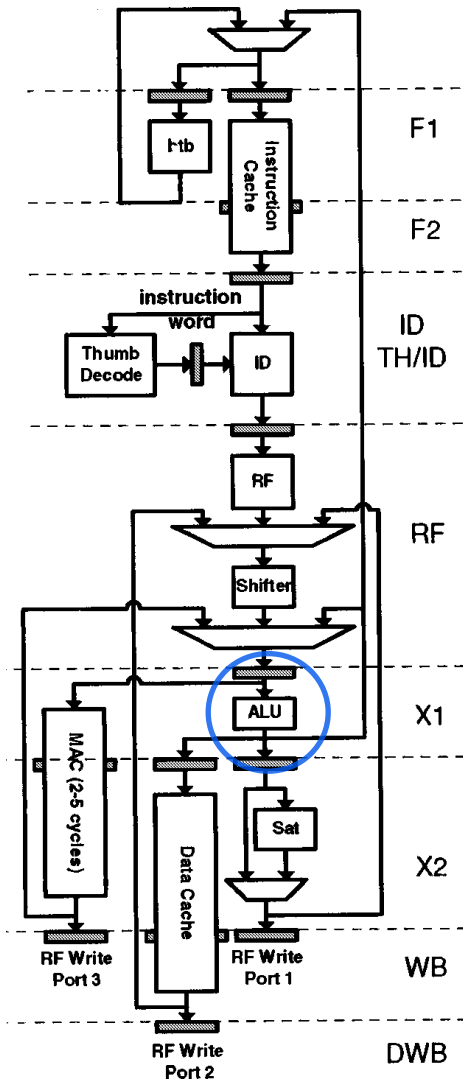 F1
btb
Instruction
Cache
F2
instruction
word
ID
TH/ID
Thumb
Decode
ID
RF
RF
Shifter
ALU
X1
MAC (2-5 cycles)
Data Cache
Sat
X2
RF Write
Port 3
RF Write
Port 1
WB
RF Write
Port 2
DWB